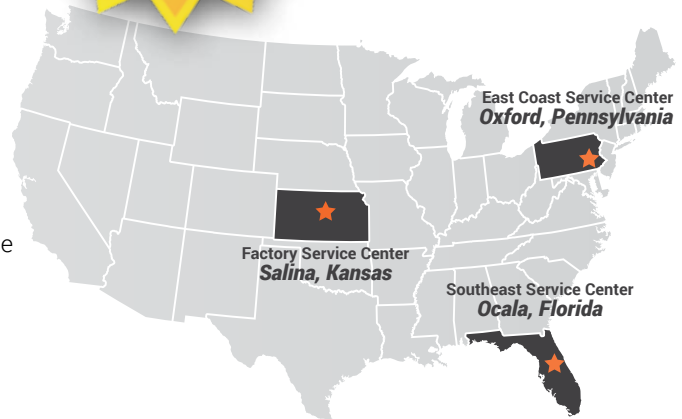 East Coast Service Center
Oxford, Pennsylvania
e
Factory Service Center
Salina, Kansas
Southeast Service Center
Ocala, Florida